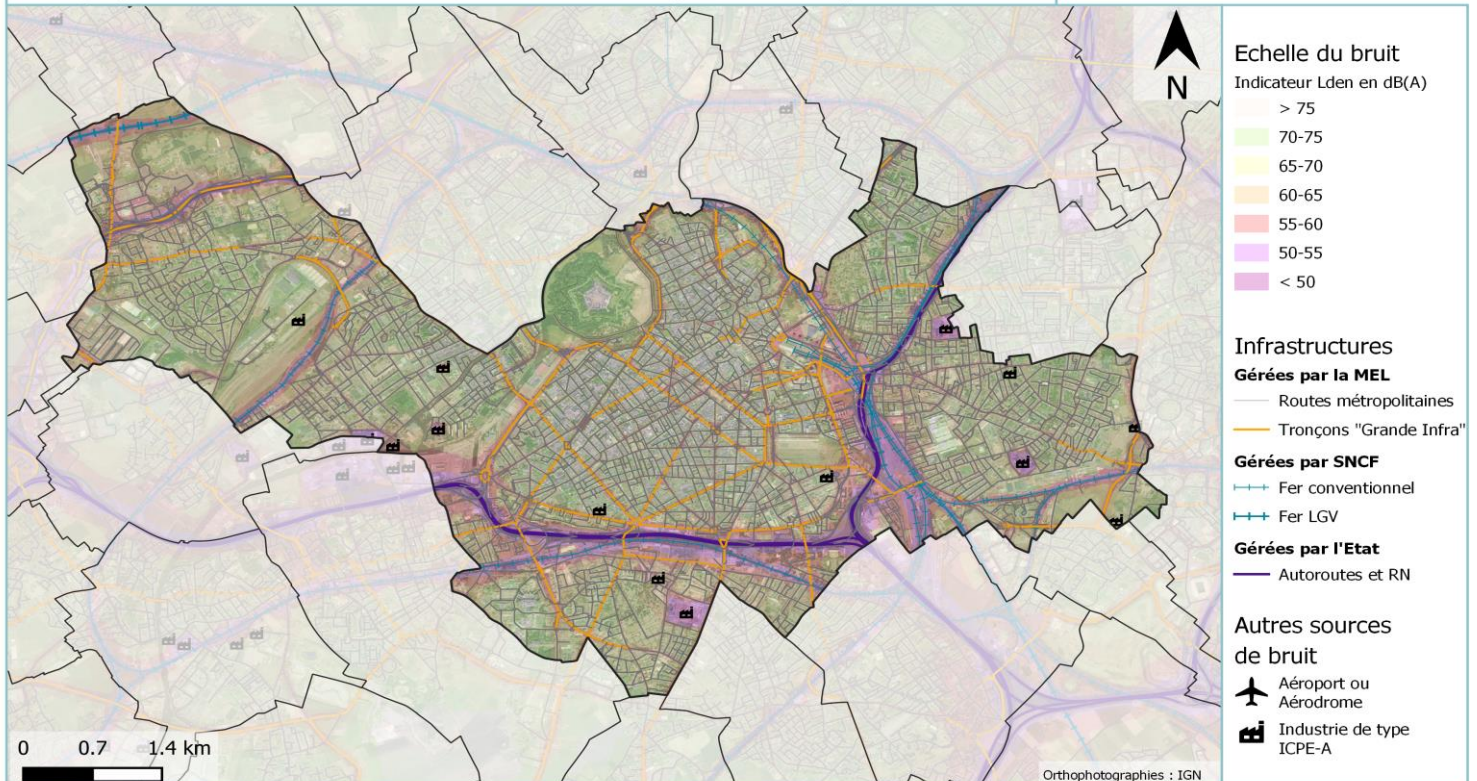 N
0 0.7 1.4 km
Orthophotographies : IGN
Echelle du bruit
Indicateur Lden en dB(A)
> 75
70-75
65-70
60-65
55-60
50-55
< 50
Infrastructures
Gérées par la MEL
Routes métropolitaines
Tronçons "Grande Infra"
Gérées par SNCF
Fer conventionnel
Fer LGV
Gérées par l'Etat
Autoroutes et RN
Autres sources
de bruit
Aéroport ou
Aérodrome
Industrie de type
ICPE-A